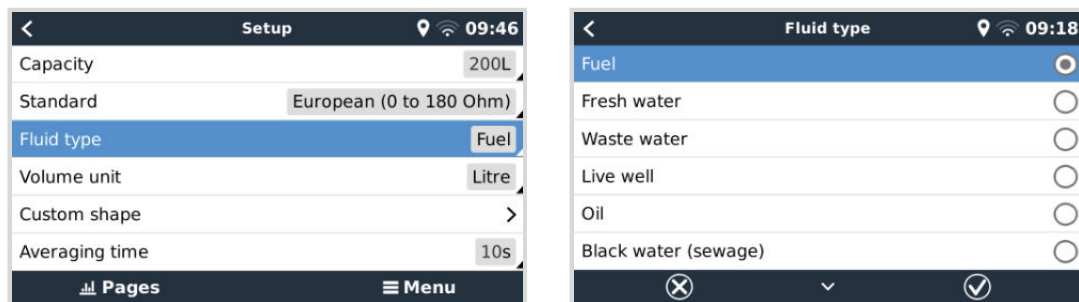 Setup 09:46
Capacity 200L
Standard European (0 to 180 Ohm)
Fluid type Fuel
Volume unit Litre
Custom shape
Averaging time 10s
Pages Menu
Fluid type 09:18
Fuel
Fresh water
Waste water
Live well
Oil
Black water (sewage)